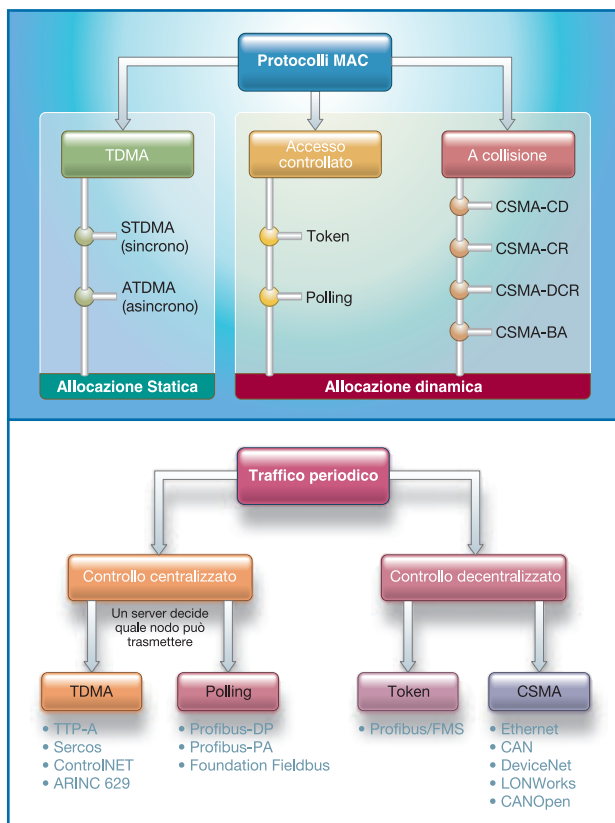 Protocolli MAC
TDMA
STDMA
(sincrono)
ATDMA
(asincrono)
Allocazione Statica
Accesso
controllato
Token
Polling
A collisione
CSMA-CD
CSMA-CR
CSMA-DCR
CSMA-BA
Allocazione dinamica
Traffico periodico
Controllo centralizzato
Un server decide
quale nodo può
trasmettere
TDMA
• TTP-A
• Sercos
• ControlNET
• ARINC 629
Polling
• Profibus-DP
• Profibus-PA
• Foundation Fieldbus
Controllo decentralizzato
Token
• Profibus/FMS
CSMA
• Ethernet
• CAN
• DeviceNet
• LONWorks
• CANOpen